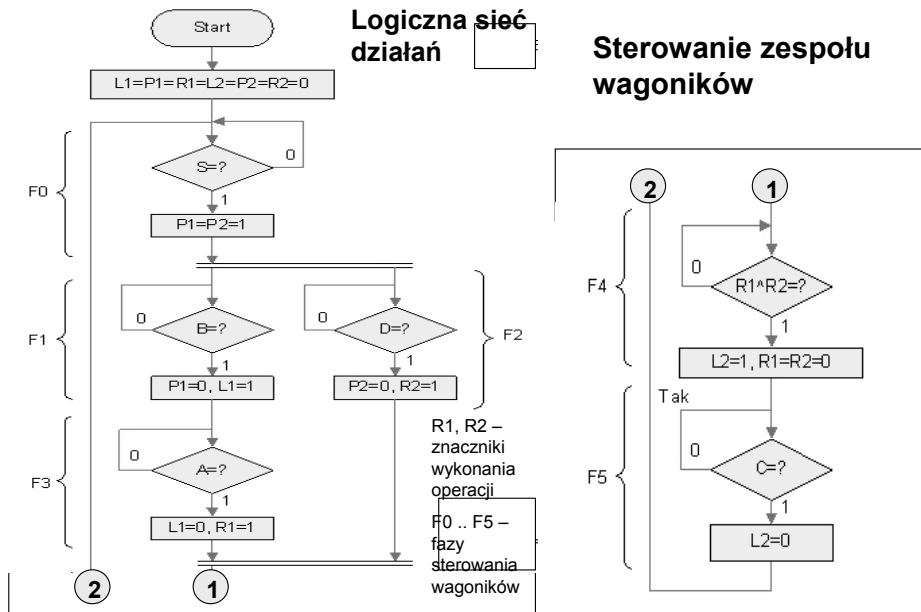 Logiczna sieć
działań
Sterowanie zespołu
wagoników
Start
L1=P1=R1=L2=P2=R2=0
F0
S=?
0
1
P1=P2=1
F1
B=?
0
1
P1=0, L1=1
D=?
0
1
P2=0, R2=1
F2
F3
A=?
0
1
L1=0, R1=1
2
1
R1, R2 –
znaczniki
wykonania
operacji
F0 .. F5 –
fazy
sterowania
wagoników
2
1
F4
0
R1^R2=?
1
L2=1, R1=R2=0
Tak
F5
0
C=?
1
L2=0